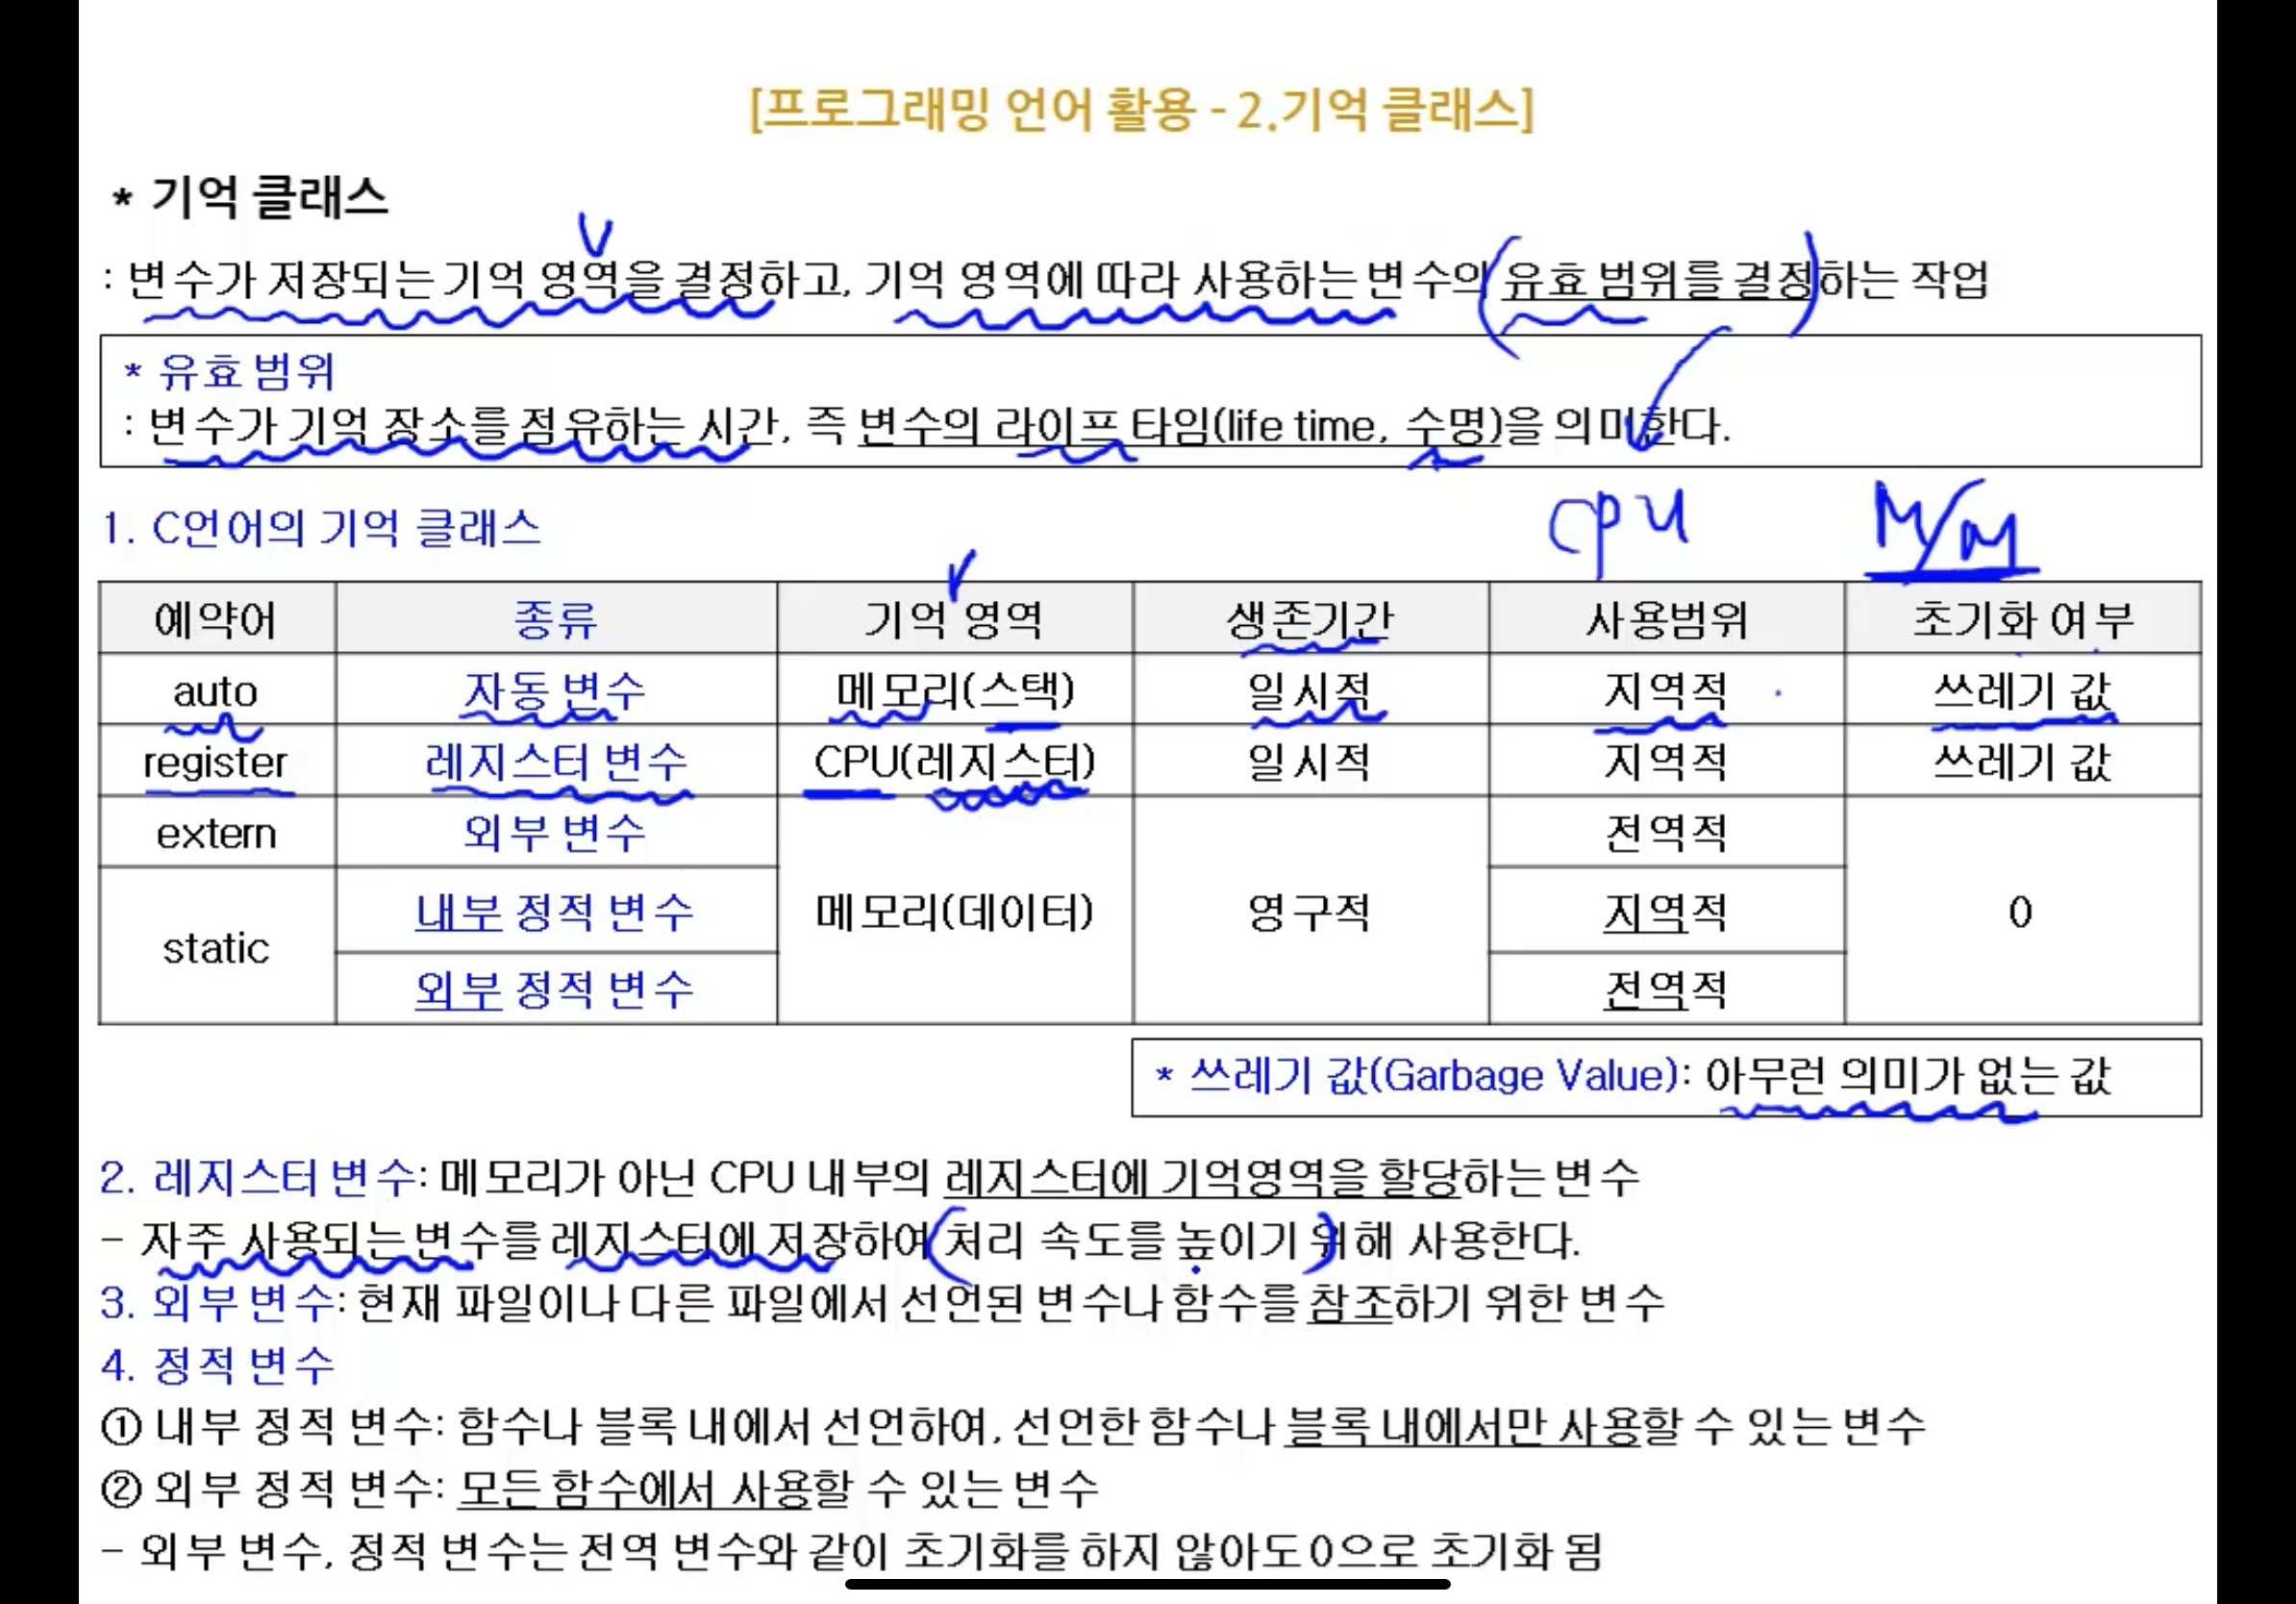 [프로그래밍 언어 활용 - 2.기억 클래스]
* 기억 클래스
: 변수가 저장되는 기억 영역을 결정하고, 기억 영역에 따라 사용하는 변수의 유효 범위를 결정하는 작업
* 유효 범위
: 변수가 기억 장소를 점유하는 시간, 즉 변수의 라이프 타임(life time, 수명)을 의미한다.
CPU M/M
1. C언어의 기억 클래스
예약어 종류 기억 영역 생존기간 사용범위 초기화 여부
auto 자동 변수 메모리(스택) 일시적 지역적 쓰레기 값
register 레지스터 변수 CPU(레지스터) 일시적 지역적 쓰레기 값
extern 외부 변수 전역적
static 내부 정적 변수 메모리(데이터) 영구적 지역적 0
외부 정적 변수 전역적
* 쓰레기 값(Garbage Value): 아무런 의미가 없는 값
2. 레지스터 변수: 메모리가 아닌 CPU 내부의 레지스터에 기억영역을 할당하는 변수
- 자주 사용되는 변수를 레지스터에 저장하여 처리 속도를 높이기 위해 사용한다.
3. 외부 변수: 현재 파일이나 다른 파일에서 선언된 변수나 함수를 참조하기 위한 변수
4. 정적 변수
① 내부 정적 변수: 함수나 블록 내에서 선언하여, 선언한 함수나 블록 내에서만 사용할 수 있는 변수
② 외부 정적 변수: 모든 함수에서 사용할 수 있는 변수
- 외부 변수, 정적 변수는 전역 변수와 같이 초기화를 하지 않아도 0으로 초기화 됨